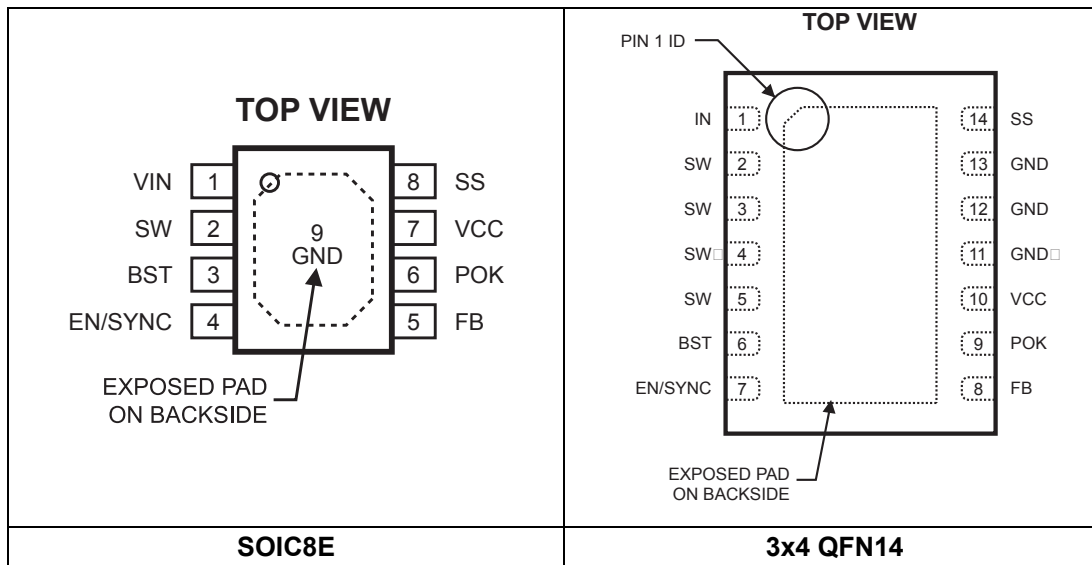 TOP VIEW
VIN 1
SW 2
BST 3
EN/SYNC 4
9
GND
8 SS
7 VCC
6 POK
5 FB
EXPOSED PAD
ON BACKSIDE
SOIC8E
TOP VIEW
PIN 1 ID
IN 1
SW 2
SW 3
SW□ 4
SW 5
BST 6
EN/SYNC 7
14 SS
13 GND
12 GND
11 GND□
10 VCC
9 POK
8 FB
EXPOSED PAD
ON BACKSIDE
3x4 QFN14